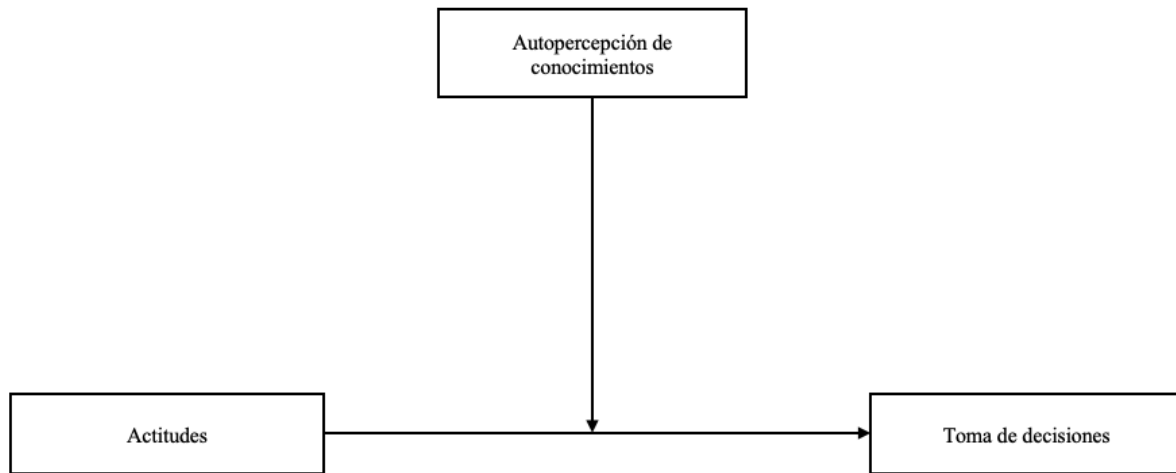 Autopercepción de
conocimientos
Actitudes
Toma de decisiones